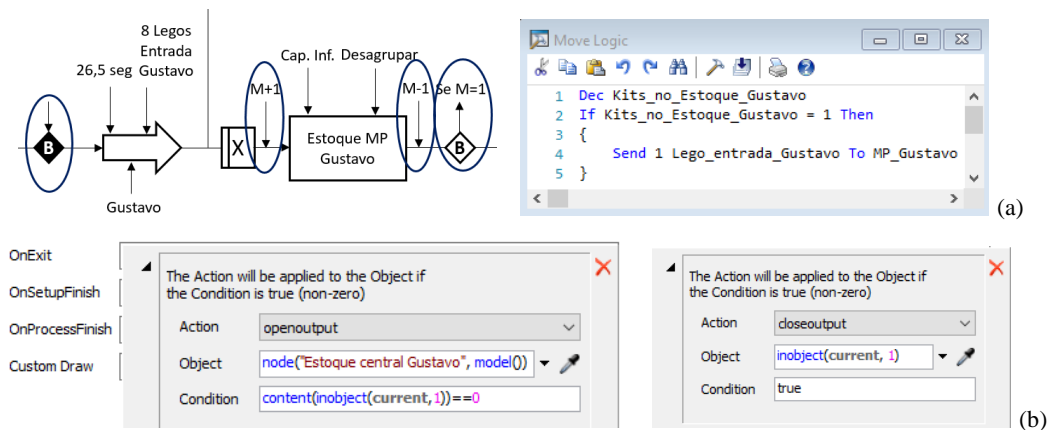 8 Legos
Entrada
Gustavo
26,5 seg
Cap. Inf. Desagrupar
M+1
M-1
Se M=1
B
X
Estoque MP
Gustavo
B
Gustavo
Move Logic
1 Dec Kits_no_Estoque_Gustavo
2 If Kits_no_Estoque_Gustavo = 1 Then
3 {
4 Send 1 Lego_entrada_Gustavo To MP_Gustavo
5 }
(a)
OnExit
OnSetupFinish
OnProcessFinish
Custom Draw
The Action will be applied to the Object if
the Condition is true (non-zero)
Action openoutput
Object node("Estoque central Gustavo", model())
Condition content(inobject(current,1))==0
The Action will be applied to the Object if
the Condition is true (non-zero)
Action closeoutput
Object inobject(current, 1)
Condition true
(b)